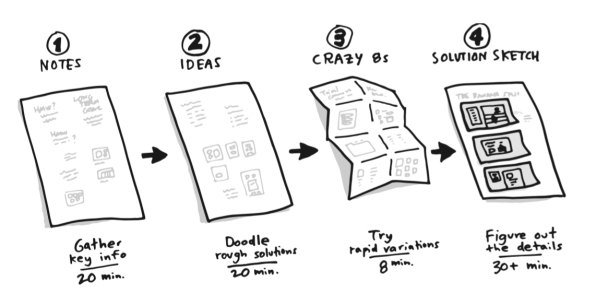 1
NOTES
Gather
key info
20 min.
2
IDEAS
Doodle
rough solutions
20 min.
3
CRAZY 8s
Try
rapid variations
8 min.
4
SOLUTION SKETCH
Figure out
the details
30+ min.